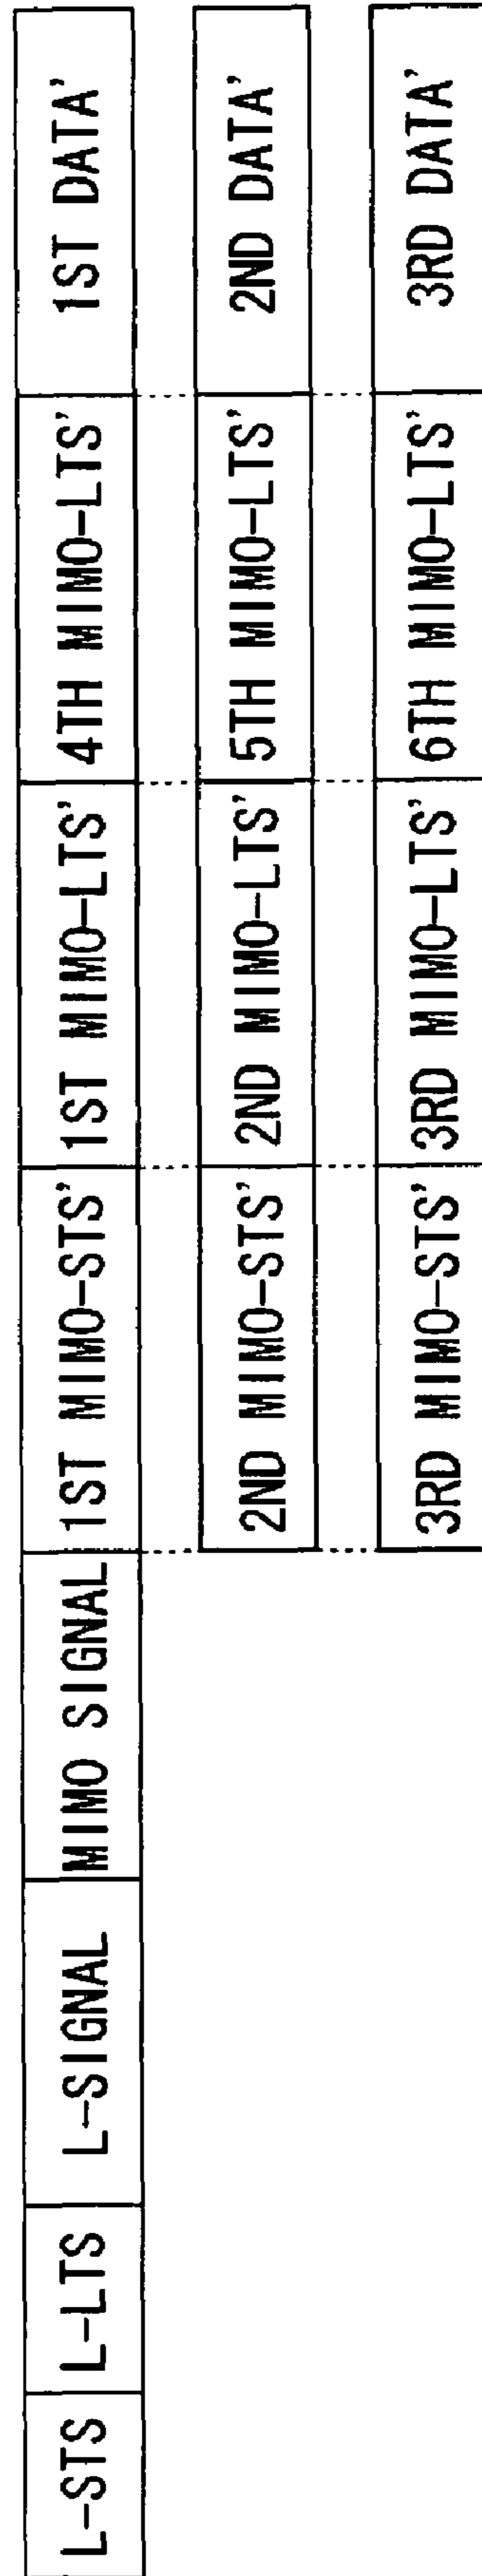 L-STS L-LTS L-SIGNAL MIMO SIGNAL 1ST MIMO-STS' 1ST MIMO-LTS' 4TH MIMO-LTS' 1ST DATA'
2ND MIMO-STS' 2ND MIMO-LTS' 5TH MIMO-LTS' 2ND DATA'
3RD MIMO-STS' 3RD MIMO-LTS' 6TH MIMO-LTS' 3RD DATA'